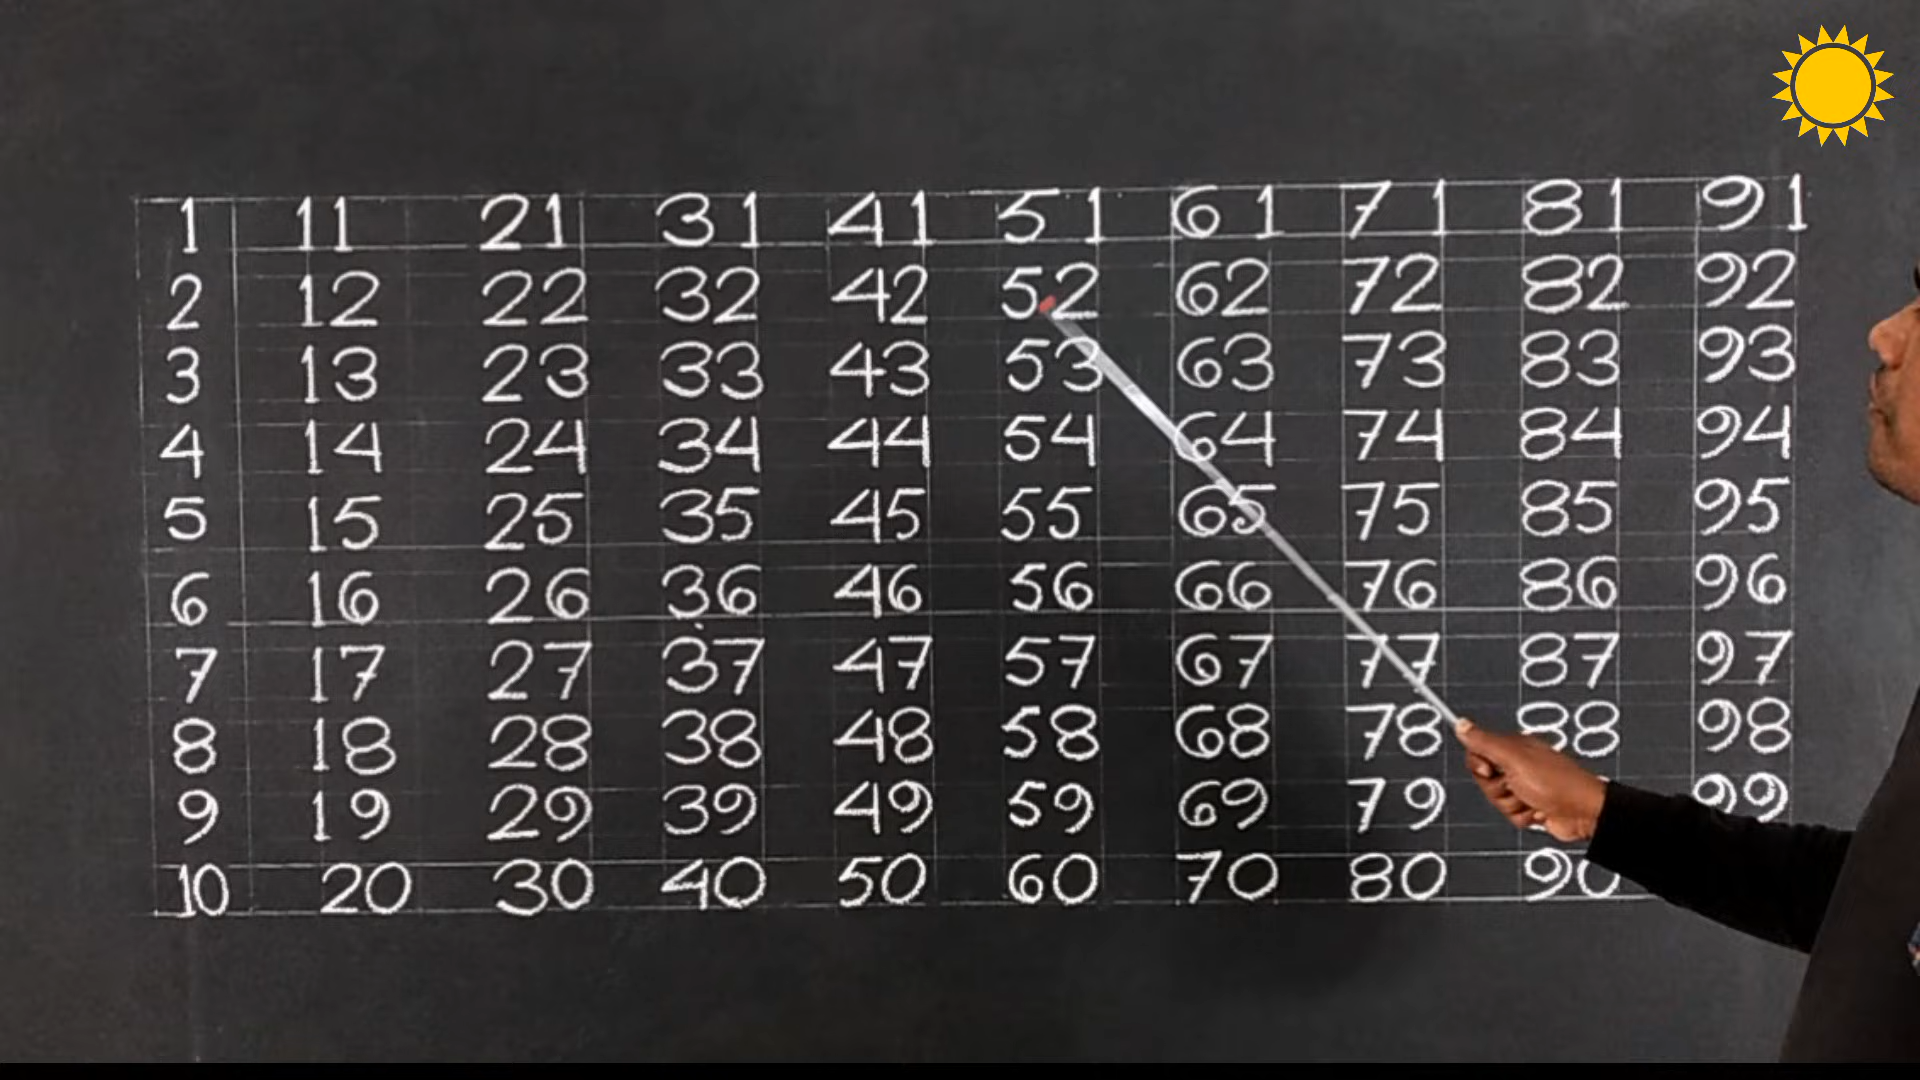 1 11 21 31 41 51 61 71 81 91
2 12 22 32 42 52 62 72 82 92
3 13 23 33 43 53 63 73 83 93
4 14 24 34 44 54 64 74 84 94
5 15 25 35 45 55 65 75 85 95
6 16 26 36 46 56 66 76 86 96
7 17 27 37 47 57 67 77 87 97
8 18 28 38 48 58 68 78 88 98
9 19 29 39 49 59 69 79 99
10 20 30 40 50 60 70 80 90